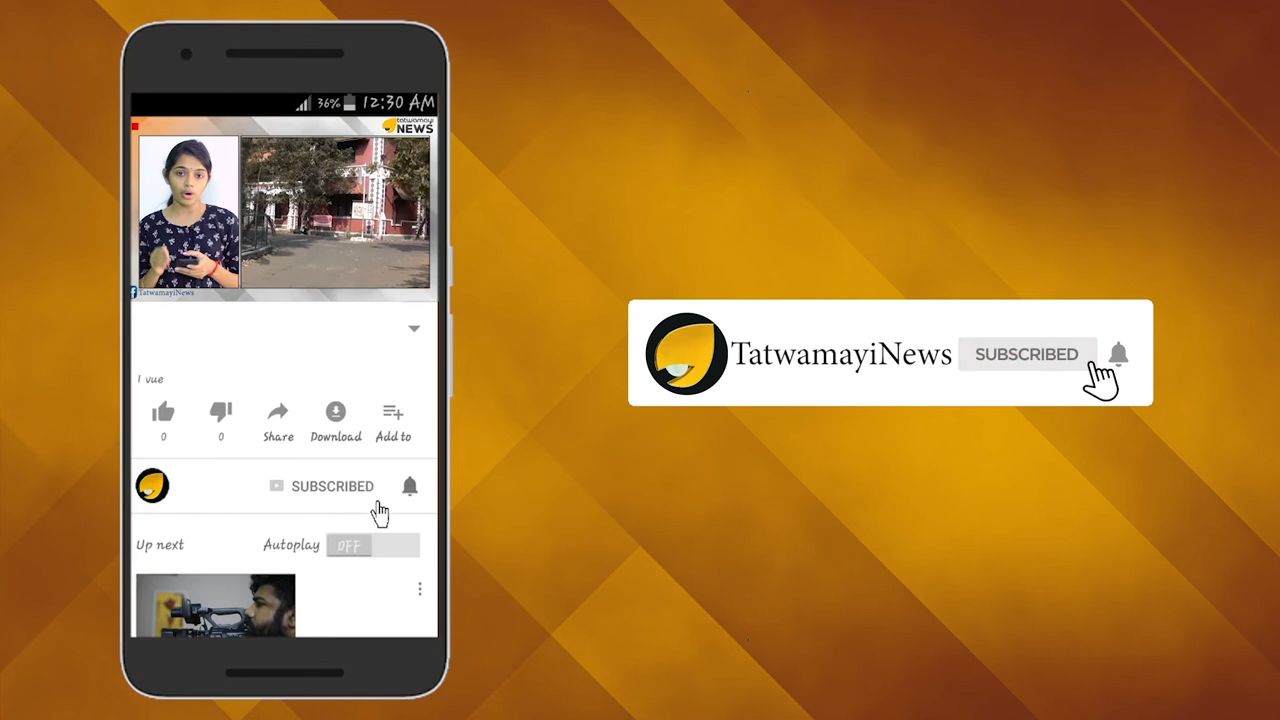 36% 12:30 AM
tatwamayi
NEWS
TatwamayiNews
1 vue
0 0 Share Download Add to
SUBSCRIBED
Up next Autoplay OFF
TatwamayiNews SUBSCRIBED